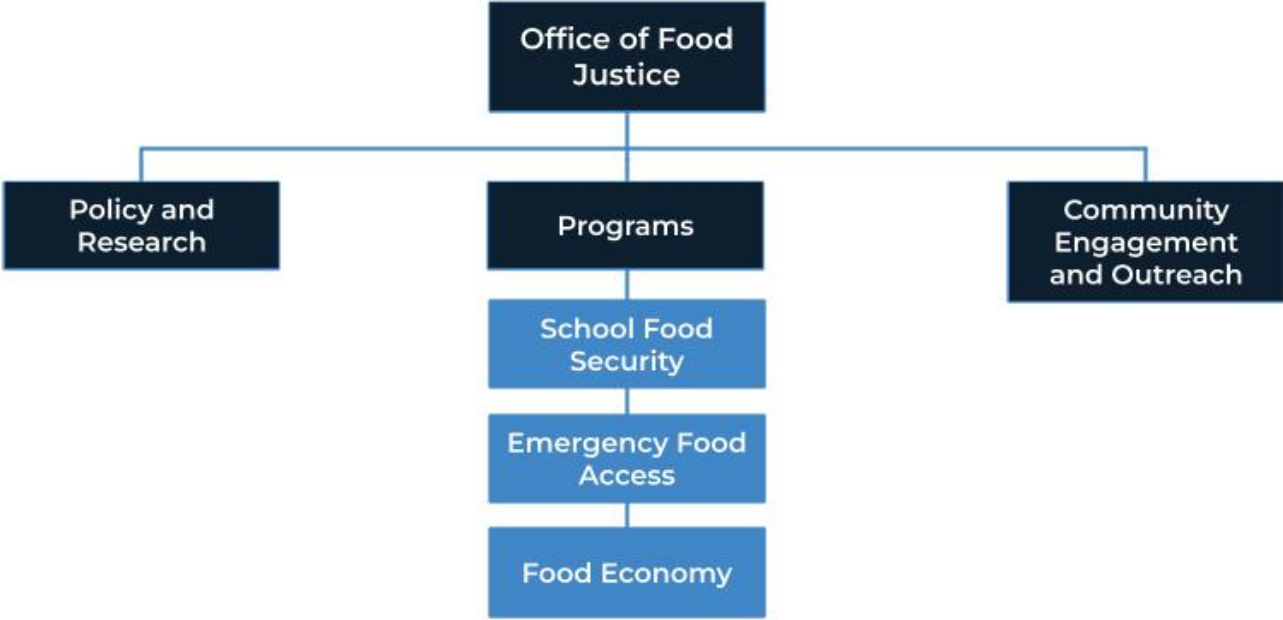 Office of Food
Justice
Policy and
Research
Programs
Community
Engagement
and Outreach
School Food
Security
Emergency Food
Access
Food Economy